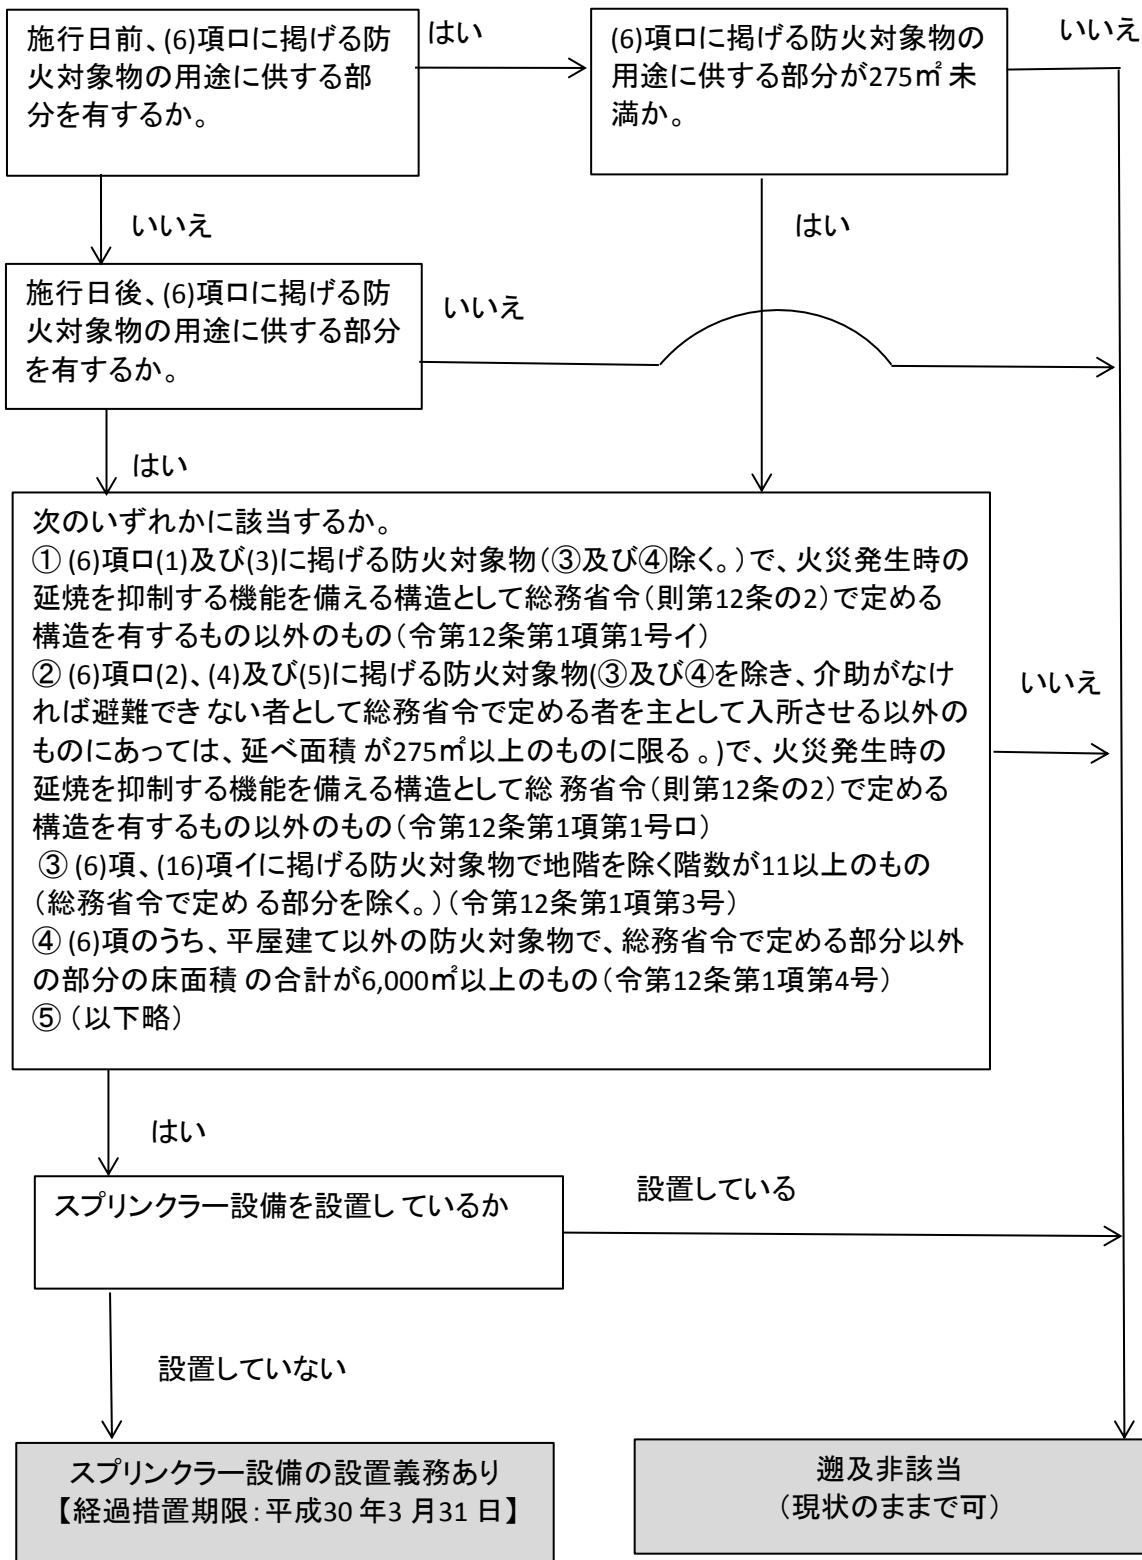 施行日前、(6)項ロに掲げる防
火対象物の用途に供する部
分を有するか。
はい
(6)項ロに掲げる防火対象物の
用途に供する部分が275㎡ 未
満か。
いいえ
いいえ
はい
施行日後、(6)項ロに掲げる防
火対象物の用途に供する部分
を有するか。
いいえ
はい
次のいずれかに該当するか。
① (6)項ロ(1)及び(3)に掲げる防火対象物(③及び④除く。)で、火災発生時の
延焼を抑制する機能を備える構造として総務省令(則第12条の2)で定める
構造を有するもの以外のもの(令第12条第1項第1号イ)
② (6)項ロ(2)、(4)及び(5)に掲げる防火対象物(③及び④を除き、介助がなけ
れば避難でき ない者として総務省令で定める者を主として入所させる以外の
ものにあっては、延べ面積 が275㎡以上のものに限る 。)で、火災発生時の
延焼を抑制する機能を備える構造として総 務省令(則第12条の2)で定める
構造を有するもの以外のもの(令第12条第1項第1号ロ)
③ (6)項、(16)項イに掲げる防火対象物で地階を除く階数が11以上のもの
(総務省令で定め る部分を除く。)(令第12条第1項第3号)
④ (6)項のうち、平屋建て以外の防火対象物で、総務省令で定める部分以外
の部分の床面積 の合計が6,000㎡以上のもの(令第12条第1項第4号)
⑤ (以下略)
いいえ
はい
スプリンクラー設備を設置し ているか
設置している
設置していない
スプリンクラー設備の設置義務あり
【経過措置期限:平成30 年3 月31 日】
遡及非該当
(現状のままで可)